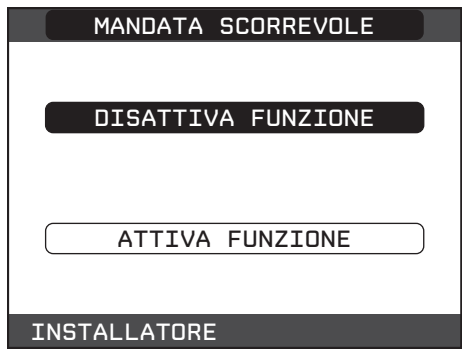 MANDATA SCORREVOLE
DISATTIVA FUNZIONE
ATTIVA FUNZIONE
INSTALLATORE